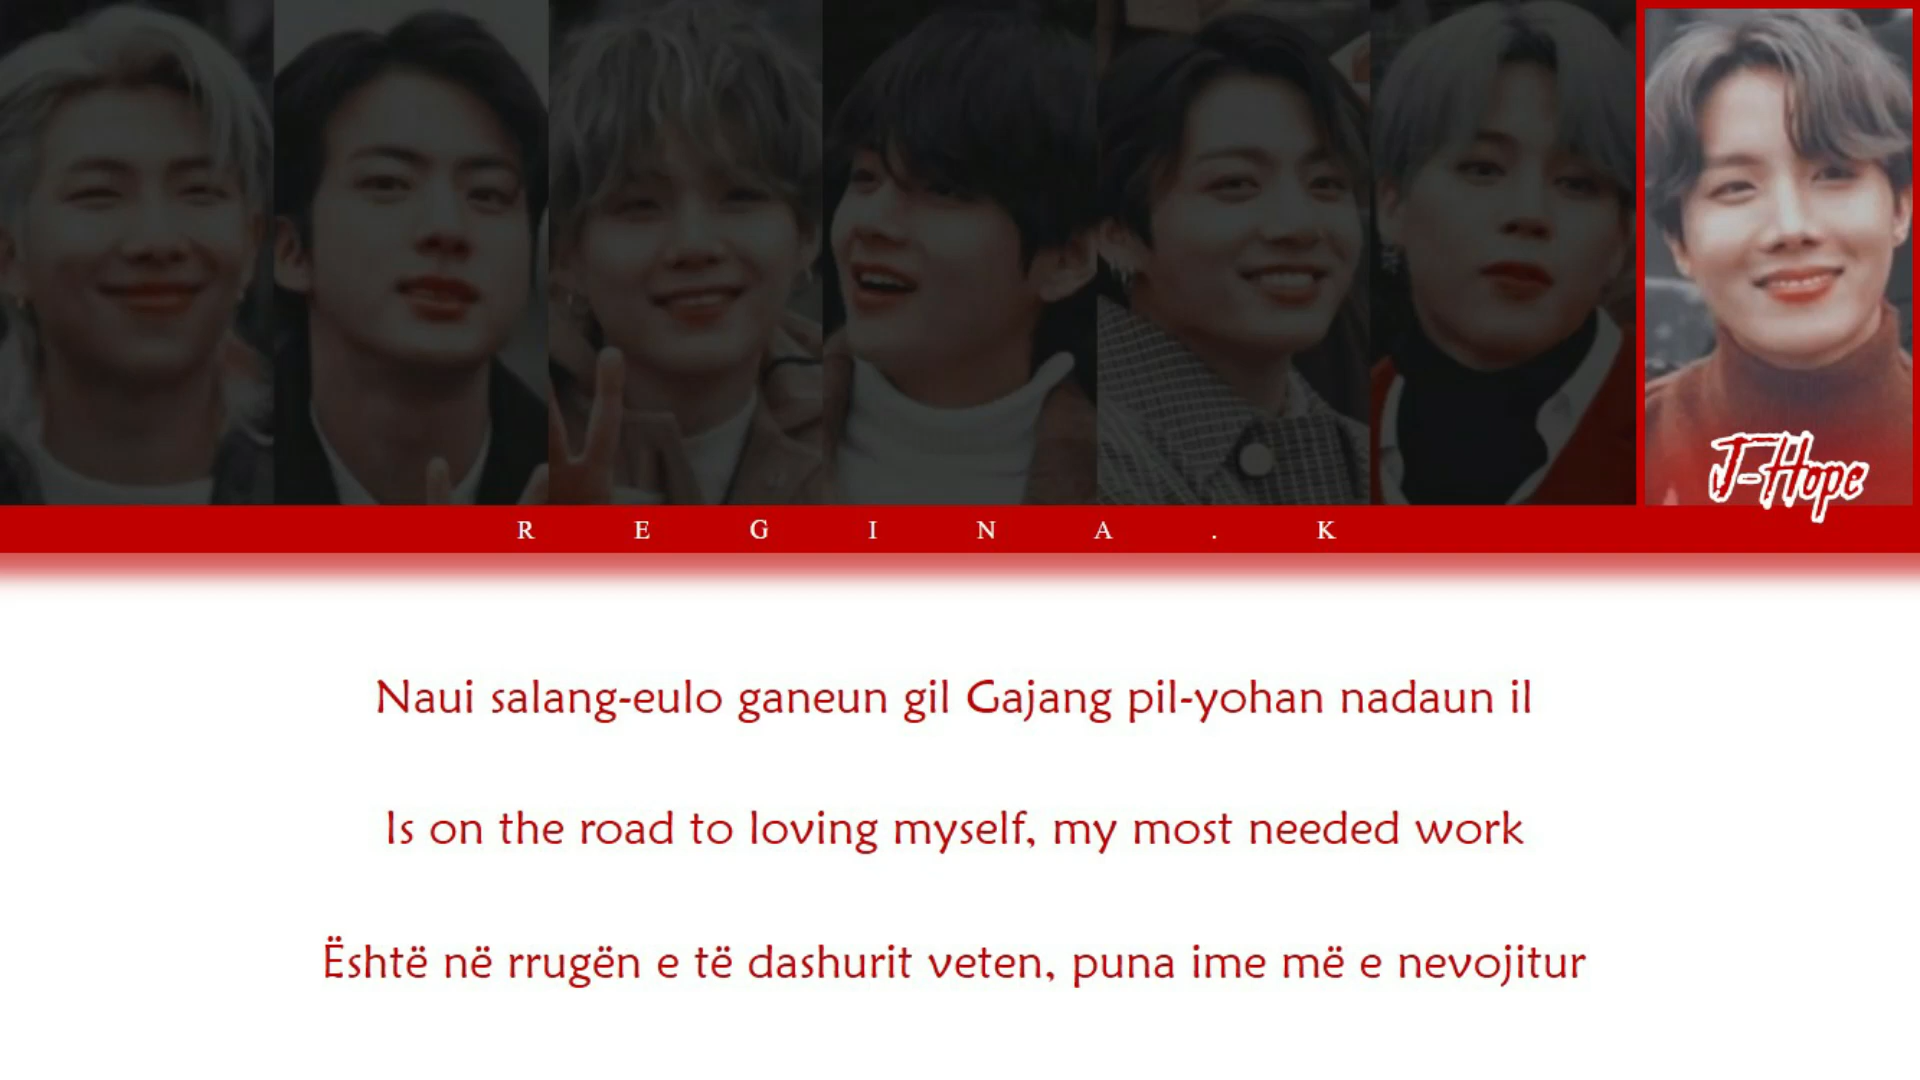 J-Hope
REGINA.K
Naui salang-eulo ganeun gil Gajang pil-yohan nadaun il
Is on the road to loving myself, my most needed work
Është në rrugën e të dashurit veten, puna ime më e nevojitur